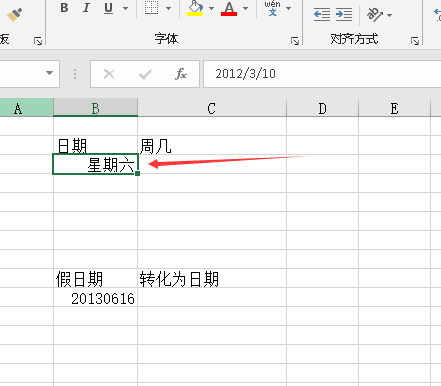 B I U A wén 文
板 字体 对齐方式
fx 2012/3/10
A B C D E
日期 周几
星期六
假日期 转化为日期
20130616